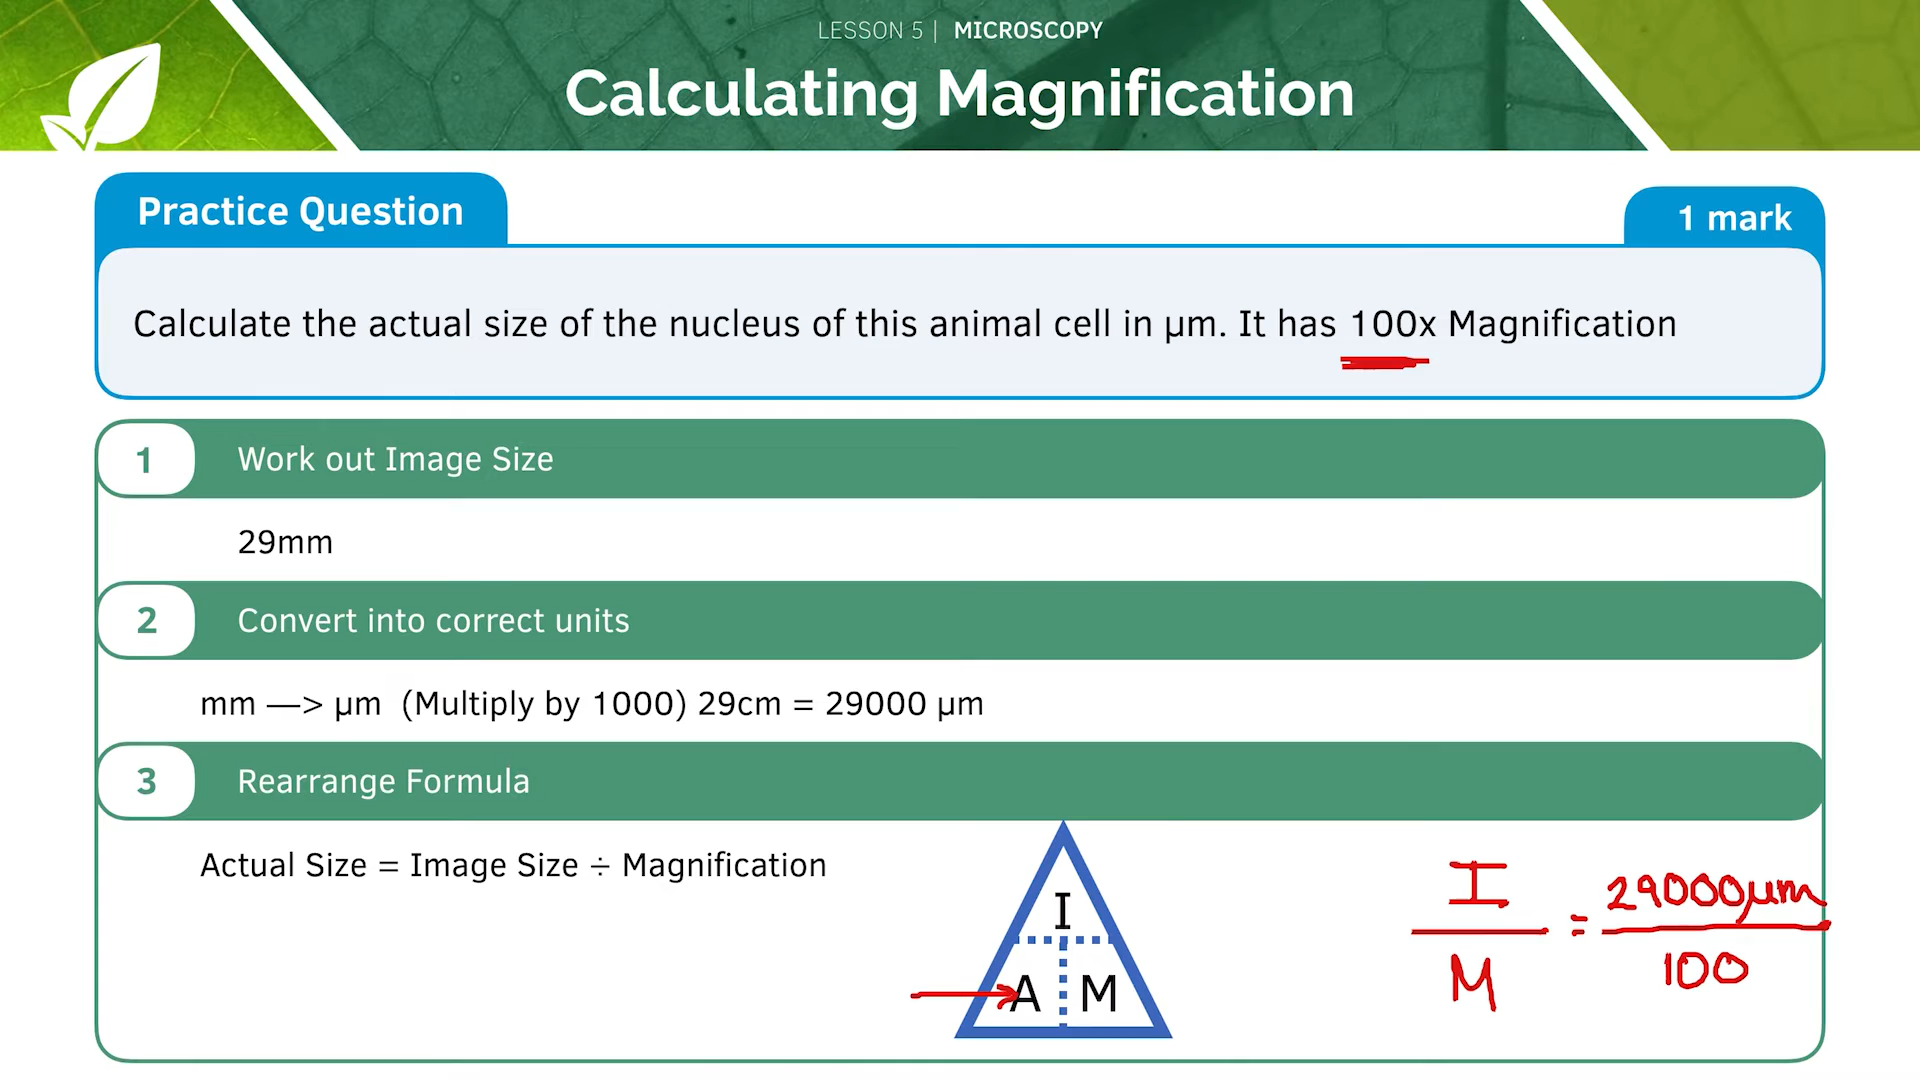 LESSON 5 | MICROSCOPY
Calculating Magnification
Practice Question
1 mark
Calculate the actual size of the nucleus of this animal cell in µm. It has 100x Magnification
1 Work out Image Size
29mm
2 Convert into correct units
mm —> µm (Multiply by 1000) 29cm = 29000 µm
3 Rearrange Formula
Actual Size = Image Size ÷ Magnification
I
A M
I = 29000µm
M 100